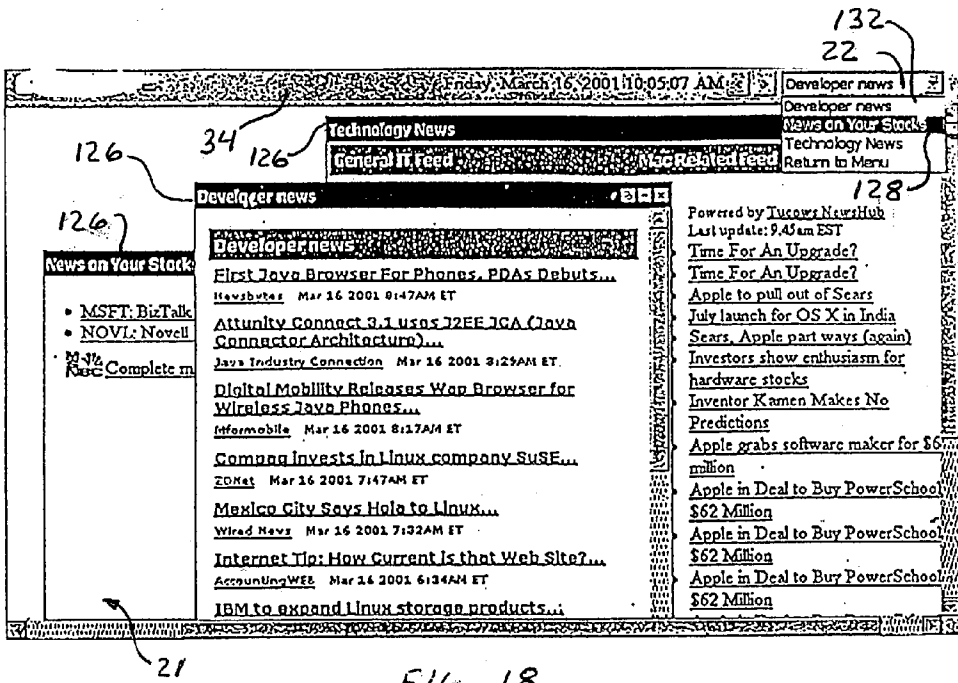 132
22
Friday, March 16, 2001 10:05:07 AM
Developer news
Developer news
News on Your Stocks
Technology News
Return to Menu
34
126
Technology News
General IT Feed Mac Related Feed
128
126
Developer news
126
News on Your Stock
• MSFT: BizTalk
• NOVL: Novell
Complete m
Developer news
First Java Browser For Phones, PDAs Debuts...
Newsbytes Mar 16 2001 8:47AM ET
Attunity Connect 3.1 uses J2EE JCA (Java
Connector Architecture)...
Java Industry Connection Mar 16 2001 8:25AM ET
Digital Mobility Releases Wap Browser for
Wireless Java Phones...
Mformobile Mar 16 2001 8:17AM ET
Compaq invests in Linux company SuSE...
ZDNet Mar 16 2001 7:47AM ET
Mexico City Says Hola to Linux...
Wired News Mar 16 2001 7:32AM ET
Internet Tip: How Current is that Web Site?...
AccountingWEB Mar 16 2001 6:34AM ET
IBM to expand Linux storage products...
Powered by Tucows NewsHub
Last update: 9.45am EST
Time For An Upgrade?
Time For An Upgrade?
Apple to pull out of Sears
July launch for OS X in India
Sears, Apple part ways (again)
Investors show enthusiasm for
hardware stocks
Inventor Kamen Makes No
Predictions
Apple grabs software maker for $6
million
Apple in Deal to Buy PowerSchool
$62 Million
Apple in Deal to Buy PowerSchool
$62 Million
Apple in Deal to Buy PowerSchool
$62 Million
21
FIG. 18